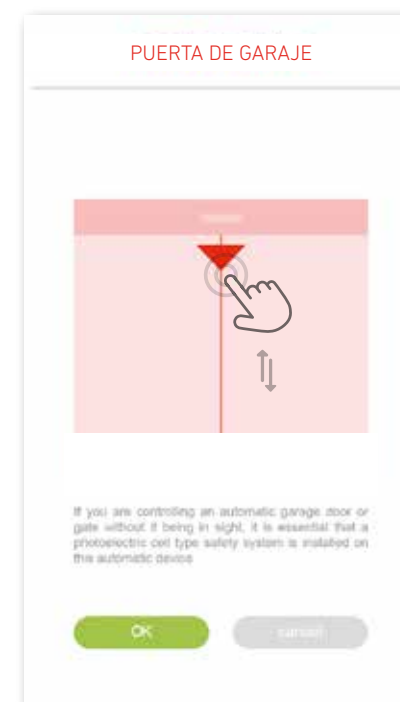 PUERTA DE GARAJE
If you are controlling an automatic garage door or
gate without it being in sight, it is essential that a
photoelectric cell type safety system is installed on
this automatic device
OK
cancel